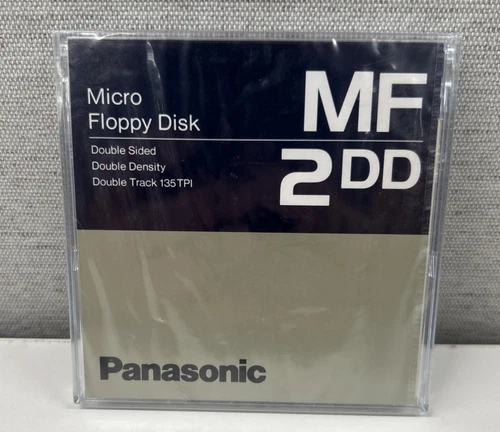 Micro
Floppy Disk
MF
2DD
Double Sided
Double Density
Double Track 135TPI
Panasonic